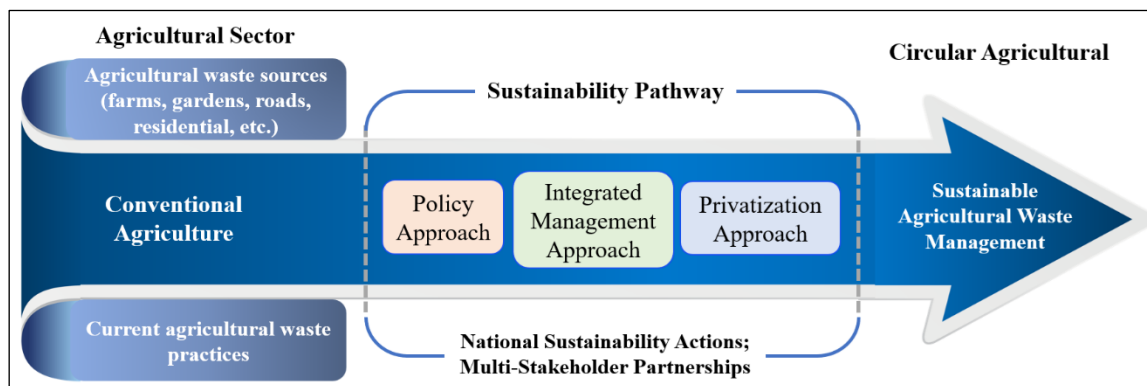 Agricultural Sector
Agricultural waste sources
(farms, gardens, roads,
residential, etc.)
Conventional
Agriculture
Current agricultural waste
practices
Sustainability Pathway
Policy
Approach
Integrated
Management
Approach
Privatization
Approach
National Sustainability Actions;
Multi-Stakeholder Partnerships
Circular Agricultural
Sustainable
Agricultural Waste
Management